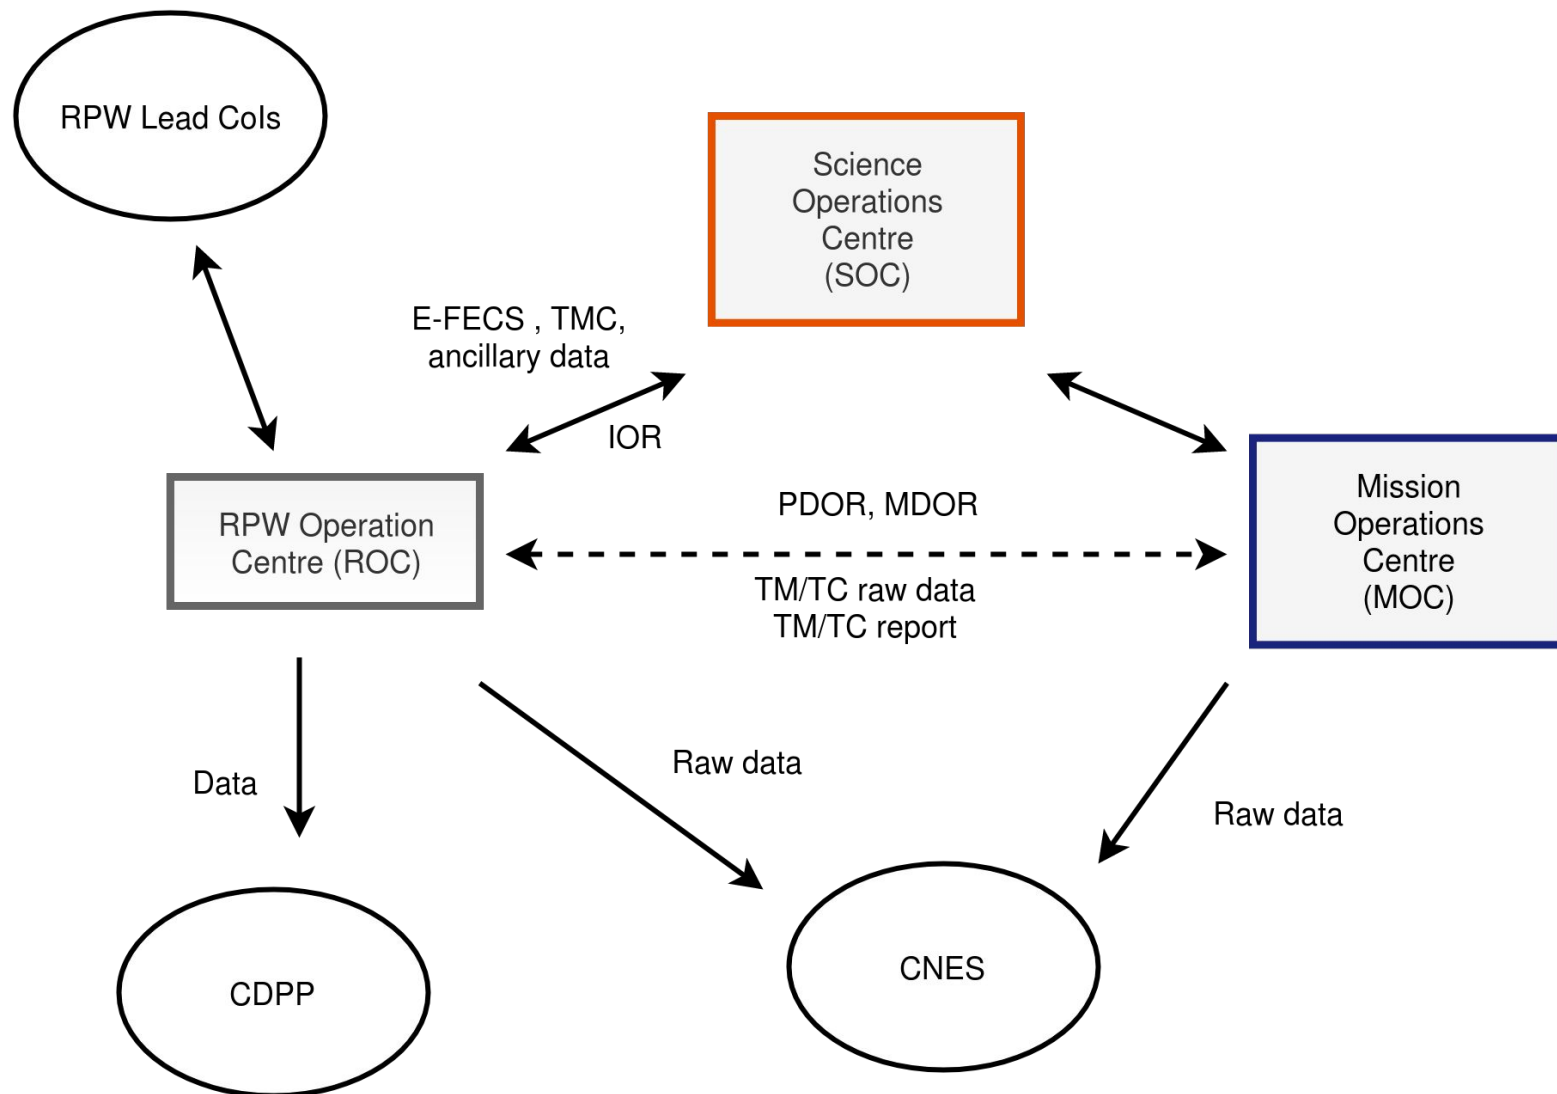 RPW Lead CoIs
Science
Operations
Centre
(SOC)
E-FECS , TMC,
ancillary data
IOR
RPW Operation
Centre (ROC)
PDOR, MDOR
TM/TC raw data
TM/TC report
Mission
Operations
Centre
(MOC)
Data
Raw data
Raw data
CDPP
CNES